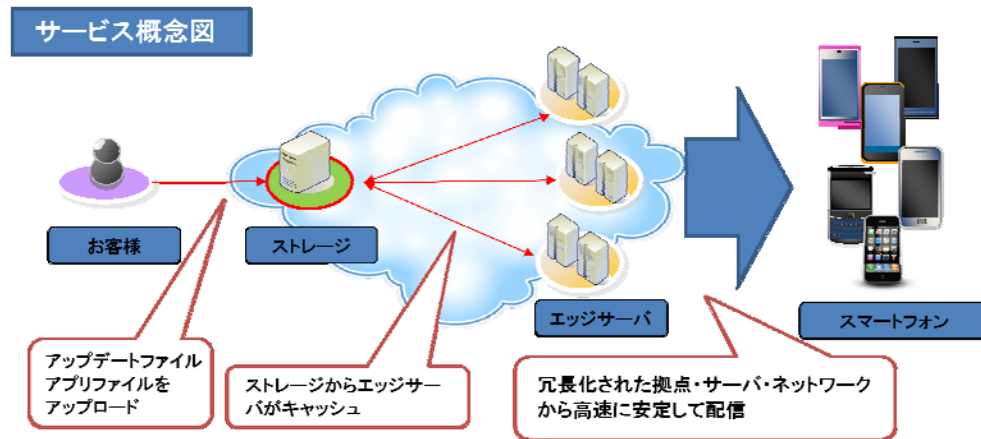 サービス概念図
お客様
ストレージ
エッジサーバ
スマートフォン
アップデートファイル
アプリファイルを
アップロード
ストレージからエッジサー
バがキャッシュ
冗長化された拠点・サーバ・ネットワーク
から高速に安定して配信